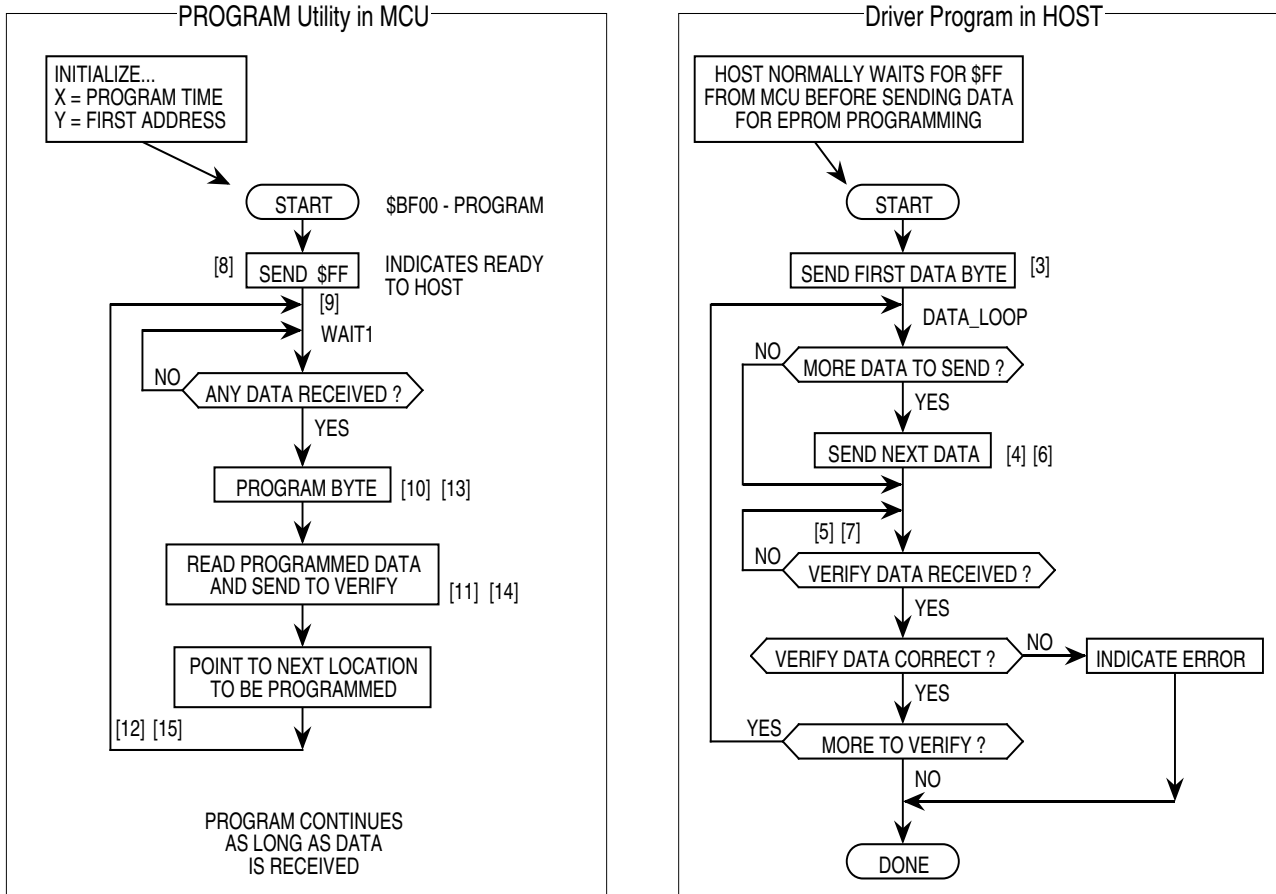 PROGRAM Utility in MCU
INITIALIZE...
X = PROGRAM TIME
Y = FIRST ADDRESS
START
$BF00 - PROGRAM
[8]
SEND $FF
INDICATES READY
TO HOST
[9]
WAIT1
NO
ANY DATA RECEIVED ?
YES
PROGRAM BYTE
[10] [13]
READ PROGRAMMED DATA
AND SEND TO VERIFY
[11] [14]
POINT TO NEXT LOCATION
TO BE PROGRAMMED
[12] [15]
PROGRAM CONTINUES
AS LONG AS DATA
IS RECEIVED
Driver Program in HOST
HOST NORMALLY WAITS FOR $FF
FROM MCU BEFORE SENDING DATA
FOR EPROM PROGRAMMING
START
SEND FIRST DATA BYTE
[3]
DATA_LOOP
NO
MORE DATA TO SEND ?
YES
SEND NEXT DATA
[4] [6]
[5] [7]
NO
VERIFY DATA RECEIVED ?
YES
VERIFY DATA CORRECT ?
NO
INDICATE ERROR
YES
YES
MORE TO VERIFY ?
NO
DONE